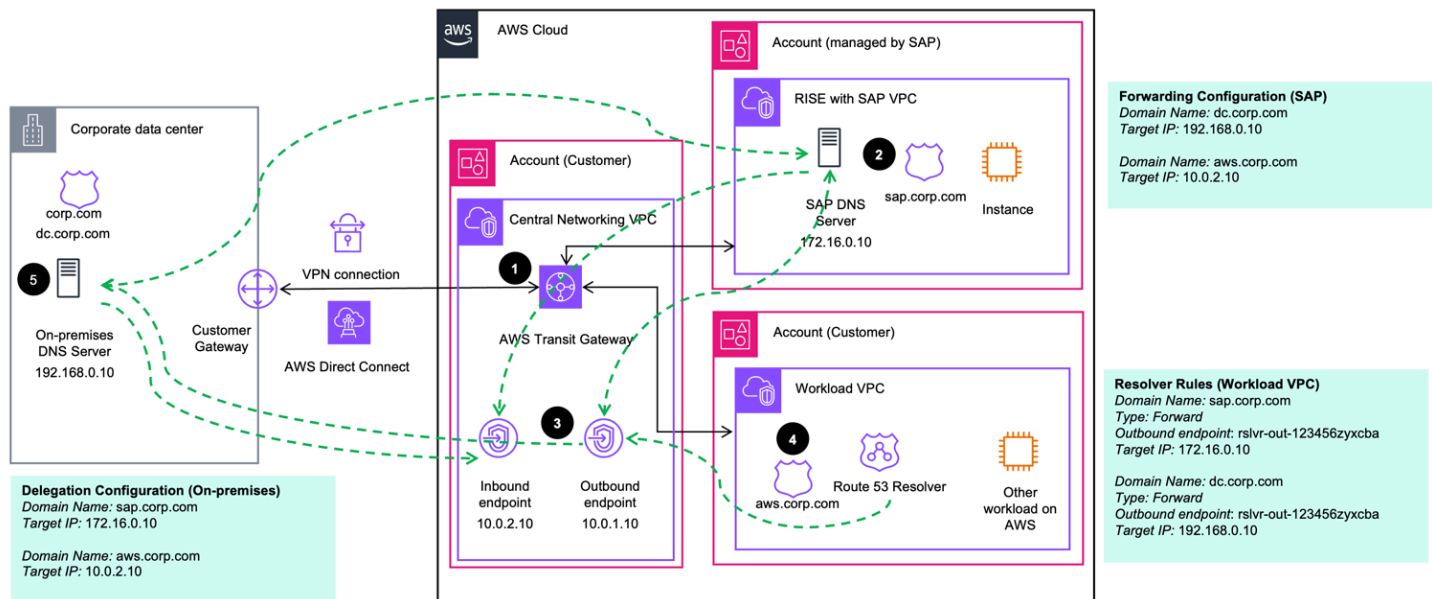 aws
AWS Cloud
Account (managed by SAP)
RISE with SAP VPC
2
SAP DNS
Server
172.16.0.10
sap.corp.com
Instance
Forwarding Configuration (SAP)
Domain Name: dc.corp.com
Target IP: 192.168.0.10
Domain Name: aws.corp.com
Target IP: 10.0.2.10
Corporate data center
corp.com
dc.corp.com
5
On-premises
DNS Server
192.168.0.10
Customer
Gateway
VPN connection
AWS Direct Connect
Account (Customer)
Central Networking VPC
1
AWS Transit Gateway
3
Inbound
endpoint
10.0.2.10
Outbound
endpoint
10.0.1.10
Account (Customer)
Workload VPC
4
aws.corp.com
Route 53 Resolver
Other
workload on
AWS
Resolver Rules (Workload VPC)
Domain Name: sap.corp.com
Type: Forward
Outbound endpoint: rslvr-out-123456zyxcba
Target IP: 172.16.0.10
Domain Name: dc.corp.com
Type: Forward
Outbound endpoint: rslvr-out-123456zyxcba
Target IP: 192.168.0.10
Delegation Configuration (On-premises)
Domain Name: sap.corp.com
Target IP: 172.16.0.10
Domain Name: aws.corp.com
Target IP: 10.0.2.10